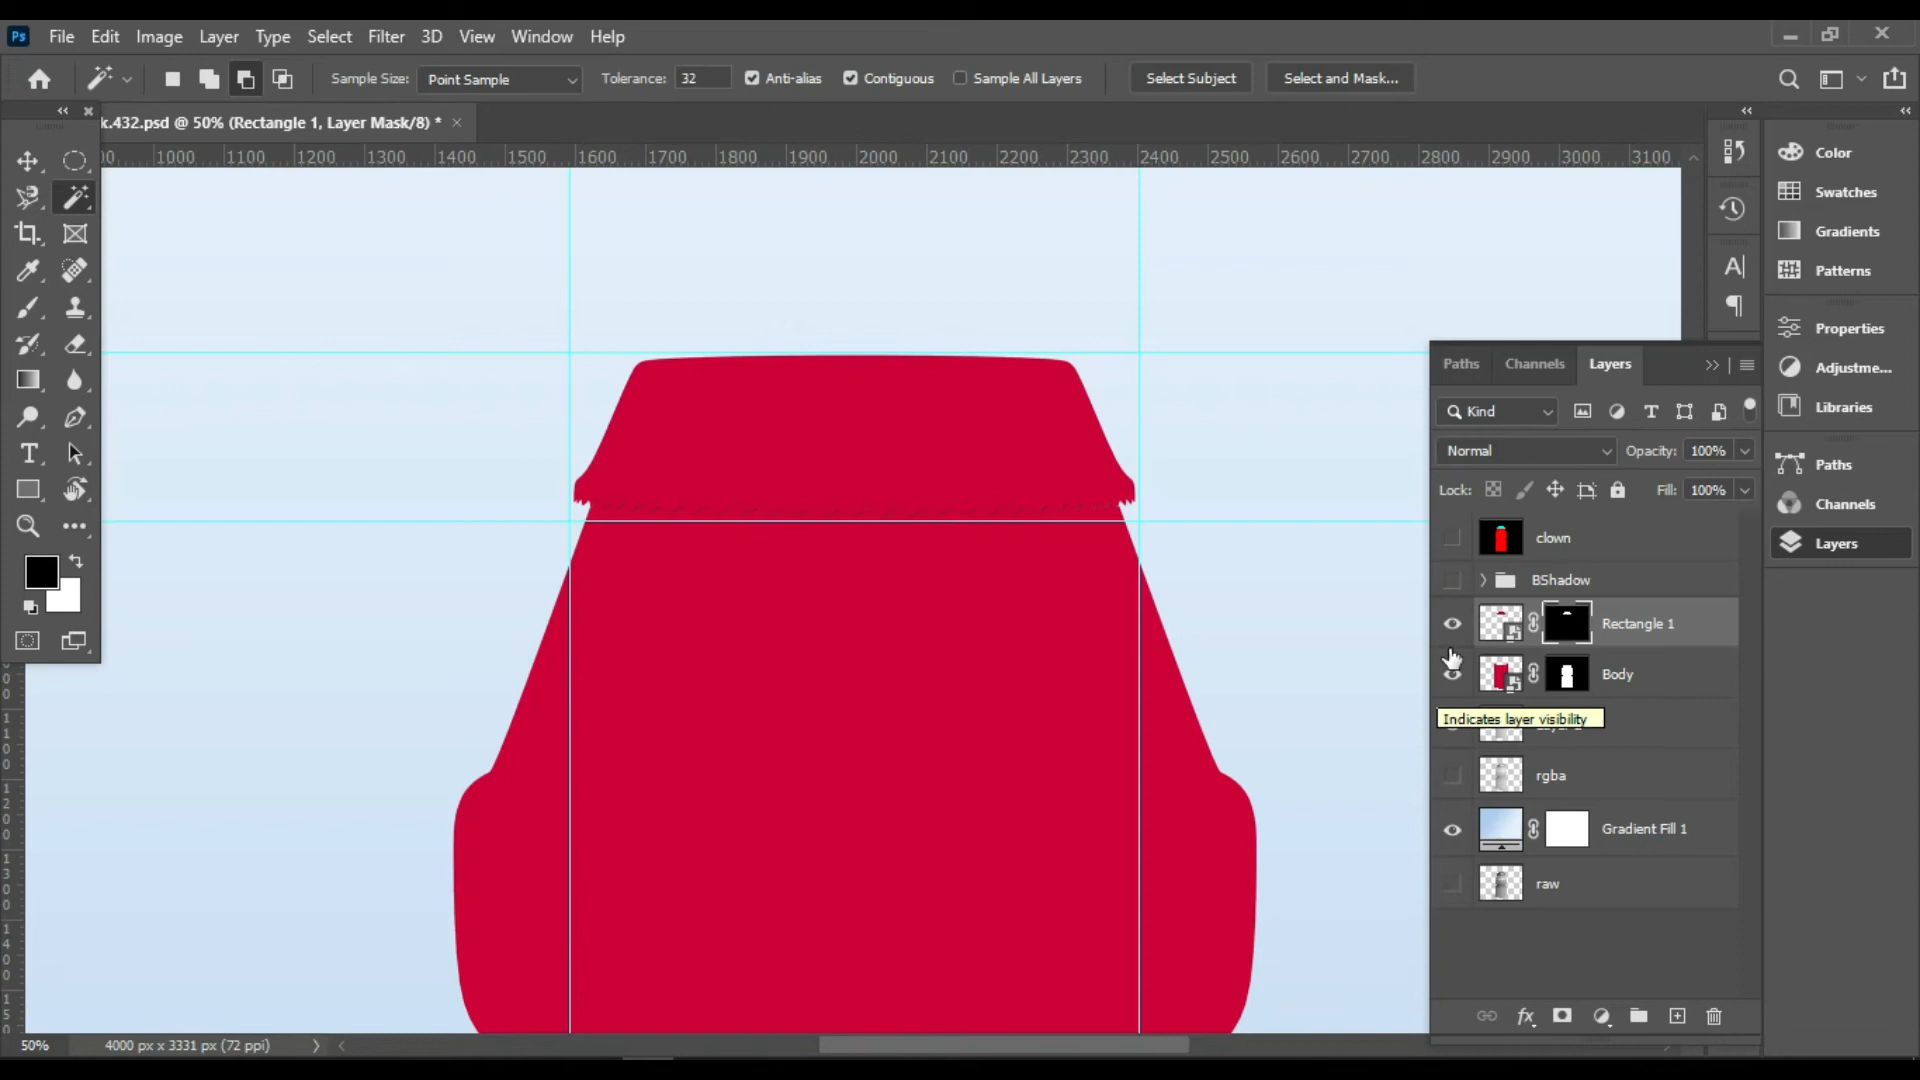 Ps File Edit Image Layer Type Select Filter 3D View Window Help
Sample Size: Point Sample Tolerance: 32 Anti-alias Contiguous Sample All Layers Select Subject Select and Mask...
k.432.psd @ 50% (Rectangle 1, Layer Mask/8) *
1000 1100 1200 1300 1400 1500 1600 1700 1800 1900 2000 2100 2200 2300 2400 2500 2600 2700 2800 2900 3000 3100
Color
Swatches
Gradients
Patterns
Properties
Adjustme...
Libraries
Paths
Channels
Layers
Paths Channels Layers
Kind
Normal Opacity: 100%
Lock: Fill: 100%
clown
BShadow
Rectangle 1
Body
Indicates layer visibility
rgba
Gradient Fill 1
raw
50% 4000 px x 3331 px (72 ppi)